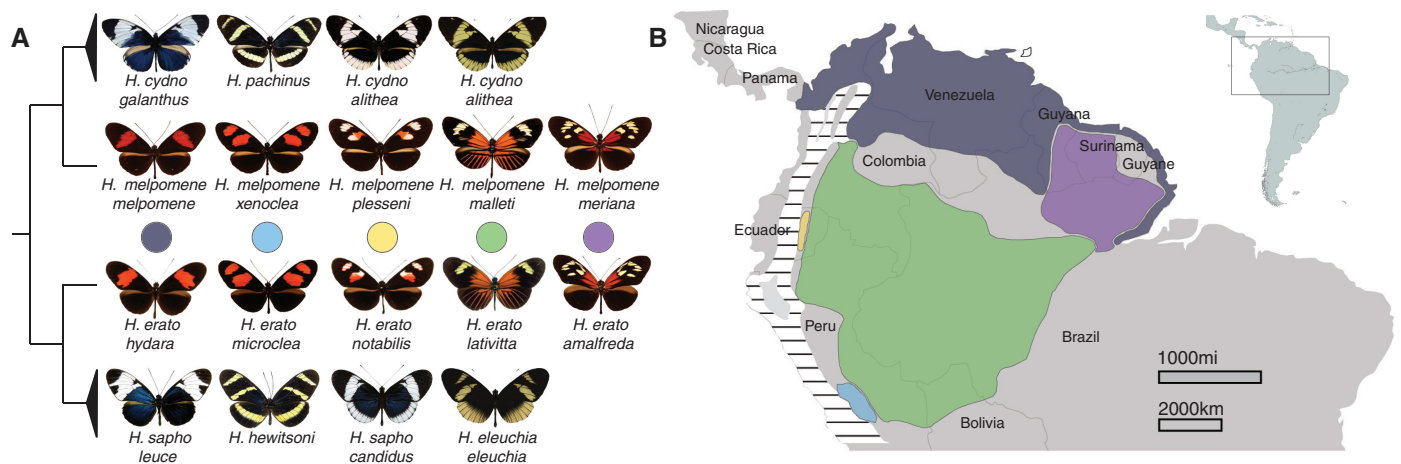 A
H. cydno
galanthus
H. pachinus
H. cydno
alithea
H. cydno
alithea
H. melpomene
melpomene
H. melpomene
xenoclea
H. melpomene
plesseni
H. melpomene
malleti
H. melpomene
meriana
H. erato
hydara
H. erato
microclea
H. erato
notabilis
H. erato
lativitta
H. erato
amalfreda
H. sapho
leuce
H. hewitsoni
H. sapho
candidus
H. eleuchia
eleuchia
B
Nicaragua
Costa Rica
Panama
Venezuela
Guyana
Surinama
Guyane
Colombia
Ecuador
Peru
Brazil
Bolivia
1000mi
2000km